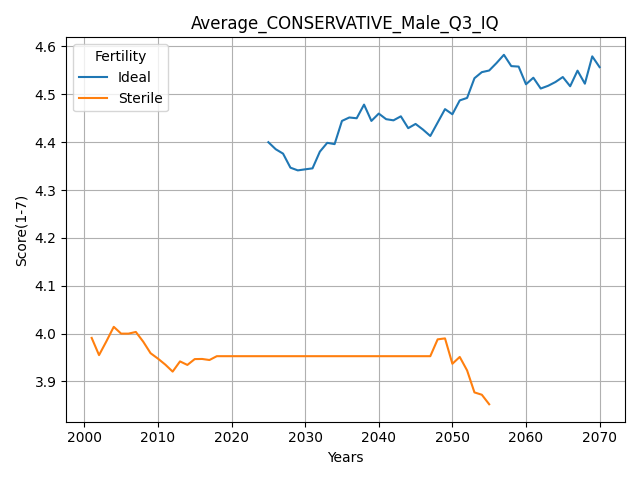 Average_CONSERVATIVE_Male_Q3_IQ
Fertility
Ideal
Sterile
Score(1-7)
4.6
4.5
4.4
4.3
4.2
4.1
4.0
3.9
2000 2010 2020 2030 2040 2050 2060 2070
Years